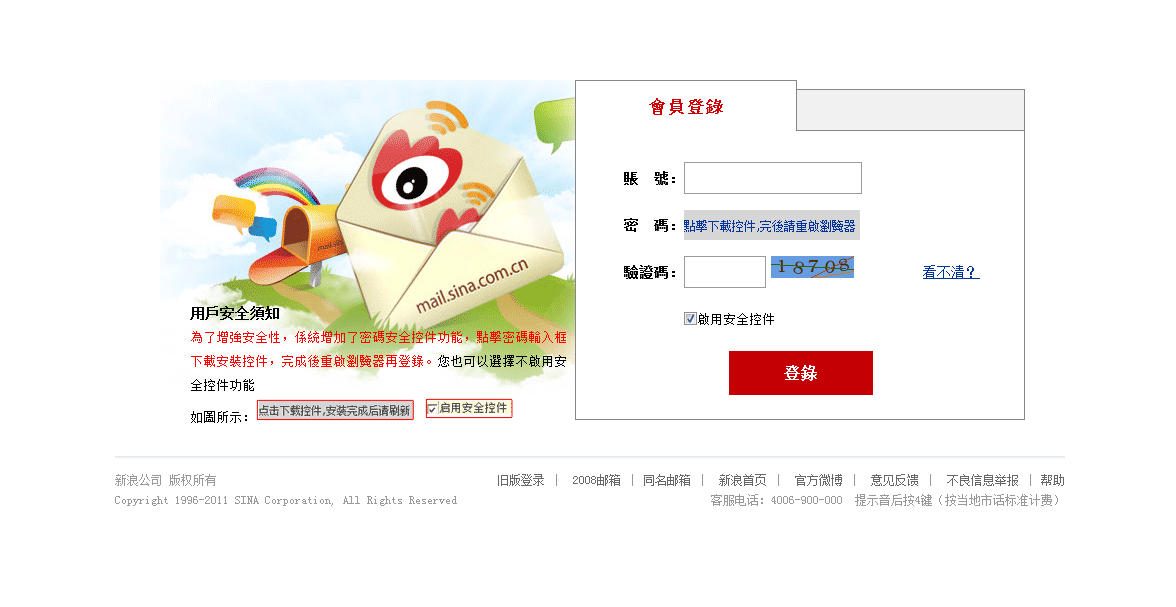 會員登錄
賬　號：
密　碼：點擊下載控件,完後請重啟瀏覽器
驗證碼： 18708 看不清？
啟用安全控件
登錄
mail.sina.com.cn
用戶安全須知
為了增強安全性，係統增加了密碼安全控件功能，點擊密碼輸入框
下載安裝控件，完成後重啟瀏覽器再登錄。您也可以選擇不啟用安
全控件功能
如圖所示： 点击下载控件,安装完成后请刷新 启用安全控件
新浪公司 版权所有 旧版登录 | 2008邮箱 | 同名邮箱 | 新浪首页 | 官方微博 | 意见反馈 | 不良信息举报 | 帮助
Copyright 1996-2011 SINA Corporation, All Rights Reserved 客服电话：4006-900-000 提示音后按4键（按当地市话标准计费）